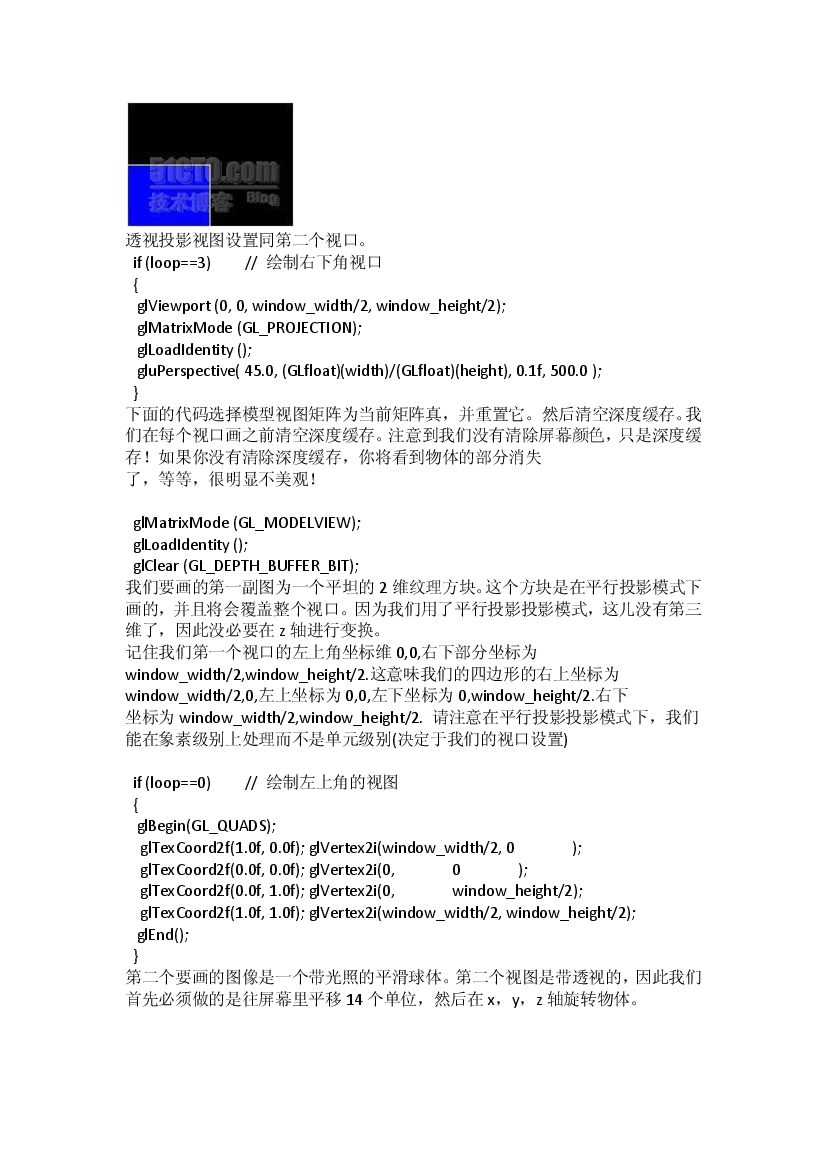 51CTO.com
技术博客 Blog
透视投影视图设置同第二个视口。
if (loop==3) // 绘制右下角视口
{
glViewport (0, 0, window_width/2, window_height/2);
glMatrixMode (GL_PROJECTION);
glLoadIdentity ();
gluPerspective( 45.0, (GLfloat)(width)/(GLfloat)(height), 0.1f, 500.0 );
}
下面的代码选择模型视图矩阵为当前矩阵真，并重置它。然后清空深度缓存。我
们在每个视口画之前清空深度缓存。注意到我们没有清除屏幕颜色，只是深度缓
存！如果你没有清除深度缓存，你将看到物体的部分消失
了，等等，很明显不美观！
glMatrixMode (GL_MODELVIEW);
glLoadIdentity ();
glClear (GL_DEPTH_BUFFER_BIT);
我们要画的第一副图为一个平坦的 2 维纹理方块。这个方块是在平行投影模式下
画的，并且将会覆盖整个视口。因为我们用了平行投影投影模式，这儿没有第三
维了，因此没必要在 z 轴进行变换。
记住我们第一个视口的左上角坐标维 0,0,右下部分坐标为
window_width/2,window_height/2.这意味我们的四边形的右上坐标为
window_width/2,0,左上坐标为 0,0,左下坐标为 0,window_height/2.右下
坐标为 window_width/2,window_height/2. 请注意在平行投影投影模式下，我们
能在象素级别上处理而不是单元级别(决定于我们的视口设置)
if (loop==0) // 绘制左上角的视图
{
glBegin(GL_QUADS);
glTexCoord2f(1.0f, 0.0f); glVertex2i(window_width/2, 0 );
glTexCoord2f(0.0f, 0.0f); glVertex2i(0, 0 );
glTexCoord2f(0.0f, 1.0f); glVertex2i(0, window_height/2);
glTexCoord2f(1.0f, 1.0f); glVertex2i(window_width/2, window_height/2);
glEnd();
}
第二个要画的图像是一个带光照的平滑球体。第二个视图是带透视的，因此我们
首先必须做的是往屏幕里平移 14 个单位，然后在 x，y，z 轴旋转物体。